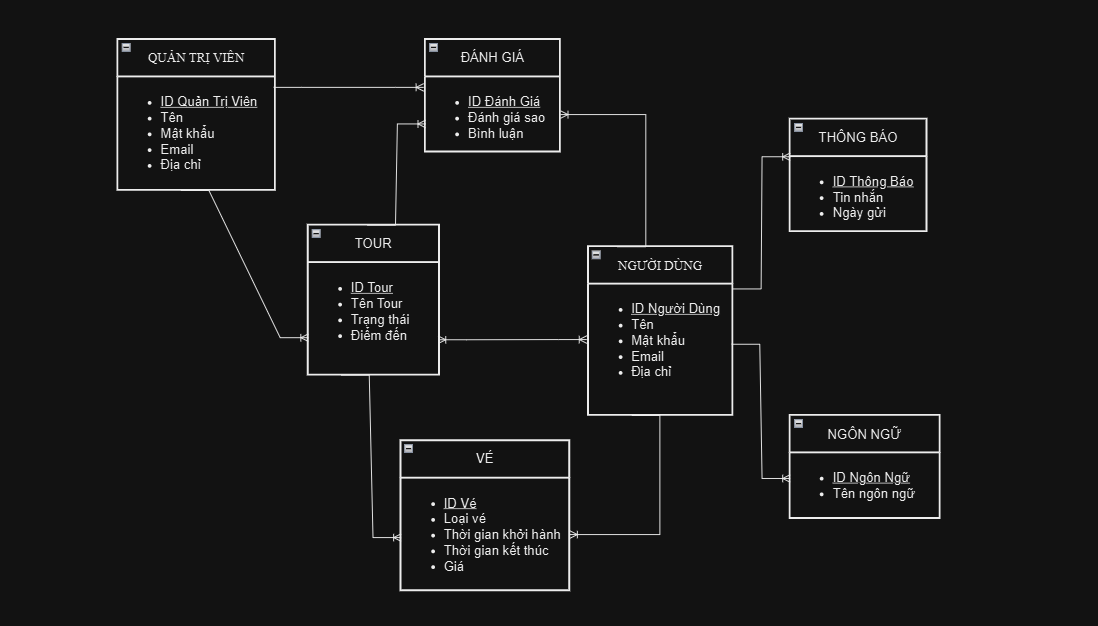 QUẢN TRỊ VIÊN
ID Quản Trị Viên
Tên
Mật khẩu
Email
Địa chỉ
ĐÁNH GIÁ
ID Đánh Giá
Đánh giá sao
Bình luận
THÔNG BÁO
ID Thông Báo
Tin nhắn
Ngày gửi
TOUR
ID Tour
Tên Tour
Trạng thái
Điểm đến
NGƯỜI DÙNG
ID Người Dùng
Tên
Mật khẩu
Email
Địa chỉ
VÉ
ID Vé
Loại vé
Thời gian khởi hành
Thời gian kết thúc
Giá
NGÔN NGỮ
ID Ngôn Ngữ
Tên ngôn ngữ